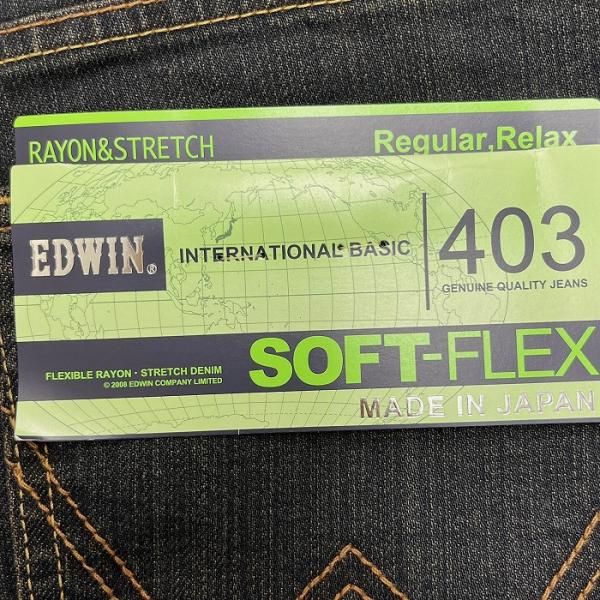 RAYON&STRETCH
Regular,Relax
EDWIN®
INTERNATIONAL BASIC
403
GENUINE QUALITY JEANS
FLEXIBLE RAYON・STRETCH DENIM
© 2008 EDWIN COMPANY LIMITED
SOFT-FLEX
MADE IN JAPAN